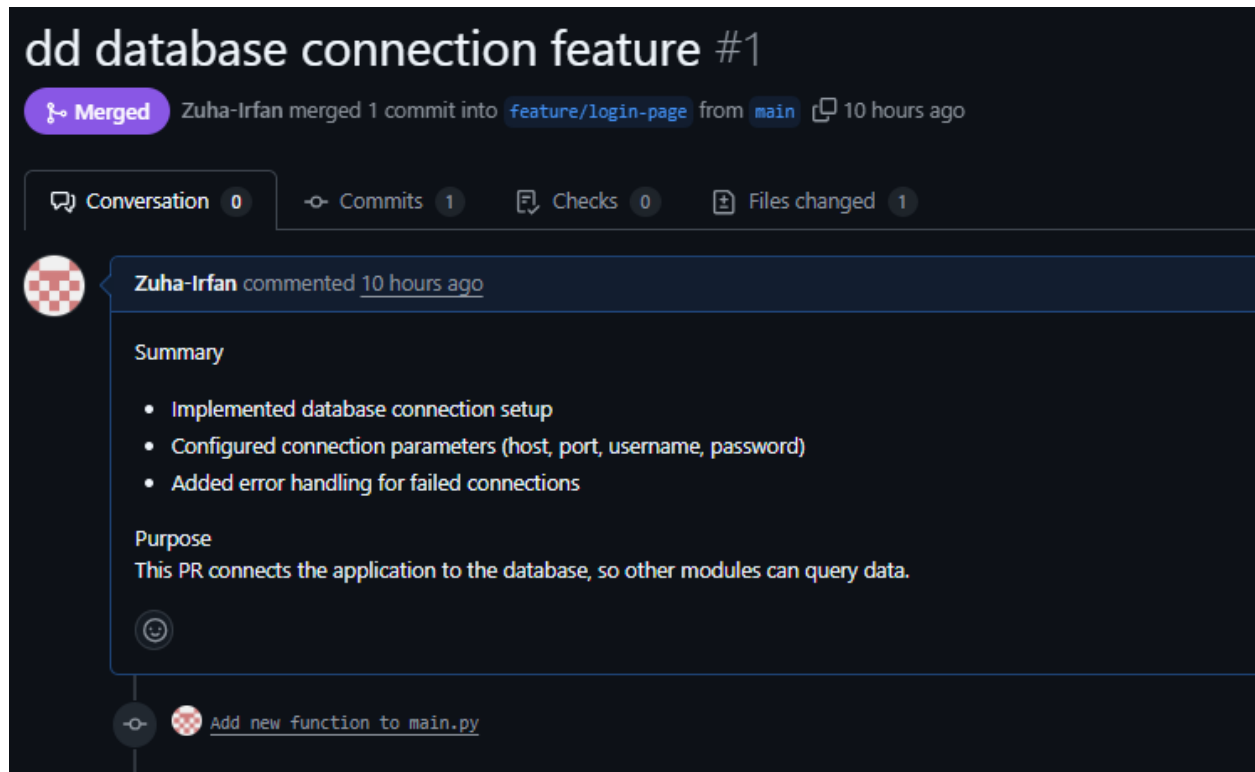 dd database connection feature #1
Merged Zuha-Irfan merged 1 commit into feature/login-page from main 10 hours ago
Conversation 0 Commits 1 Checks 0 Files changed 1
Zuha-Irfan commented 10 hours ago
Summary
• Implemented database connection setup
• Configured connection parameters (host, port, username, password)
• Added error handling for failed connections
Purpose
This PR connects the application to the database, so other modules can query data.
Add new function to main.py